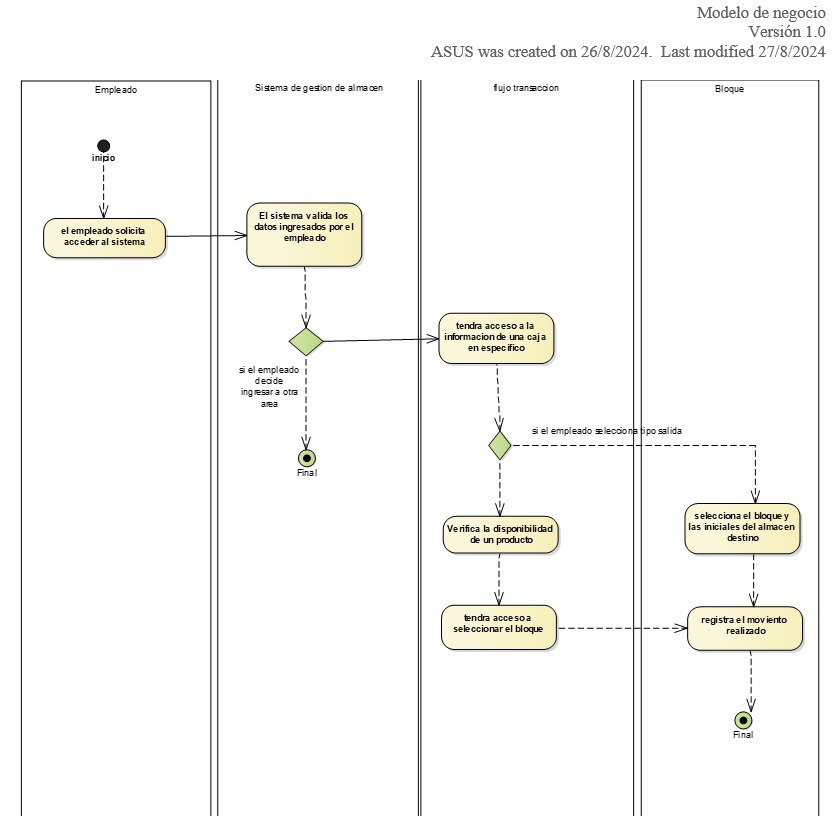 Modelo de negocio
Versión 1.0
ASUS was created on 26/8/2024.  Last modified 27/8/2024
Empleado
Sistema de gestion de almacen
flujo transaccion
Bloque
inicio
el empleado solicita
acceder al sistema
El sistema valida los
datos ingresados por el
empleado
tendra acceso a la
informacion de una caja
en especifico
si el empleado
decide
ingresar a otra
area
Final
si el empleado selecciona tipo salida
selecciona el bloque y
las iniciales del almacen
destino
Verifica la disponibilidad
de un producto
tendra acceso a
seleccionar el bloque
registra el moviento
realizado
Final